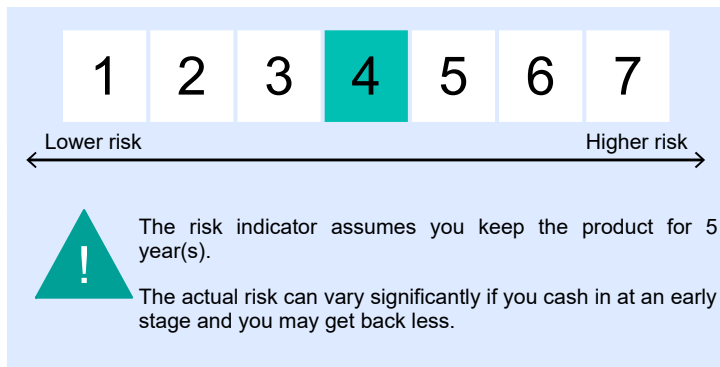 1 2 3 4 5 6 7
Lower risk Higher risk
The risk indicator assumes you keep the product for 5
year(s).
!
The actual risk can vary significantly if you cash in at an early
stage and you may get back less.